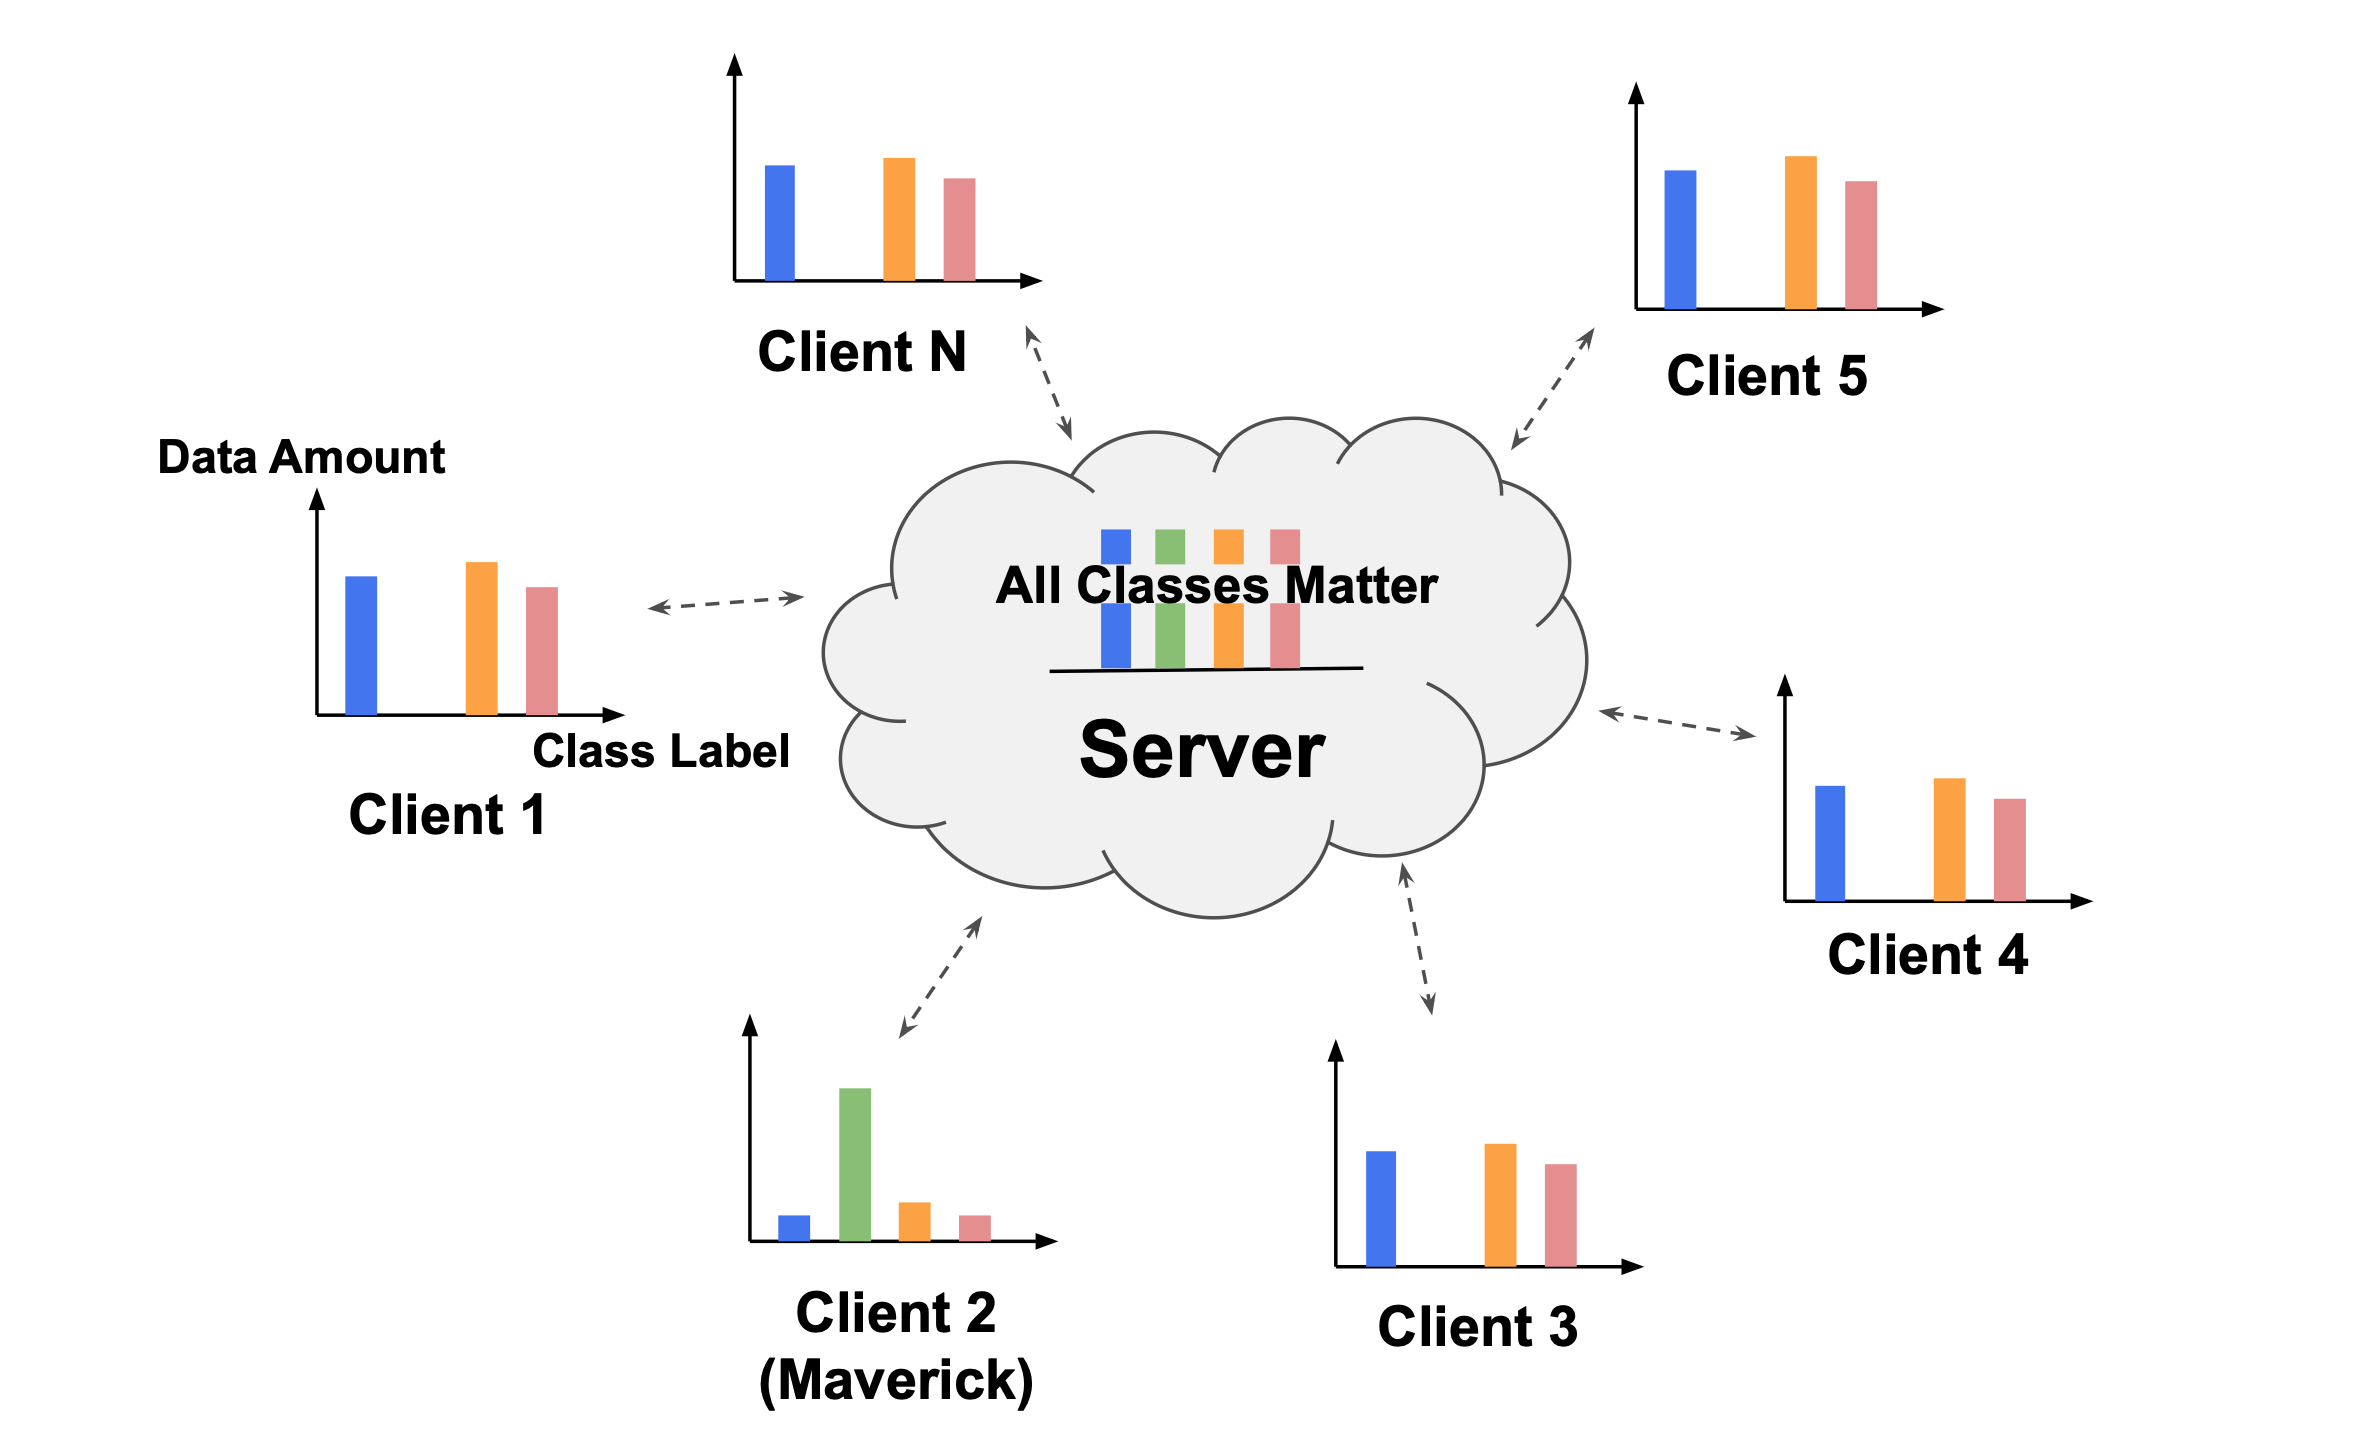 Client N
Client 5
Data Amount
Class Label
Client 1
All Classes Matter
Server
Client 4
Client 2
(Maverick)
Client 3